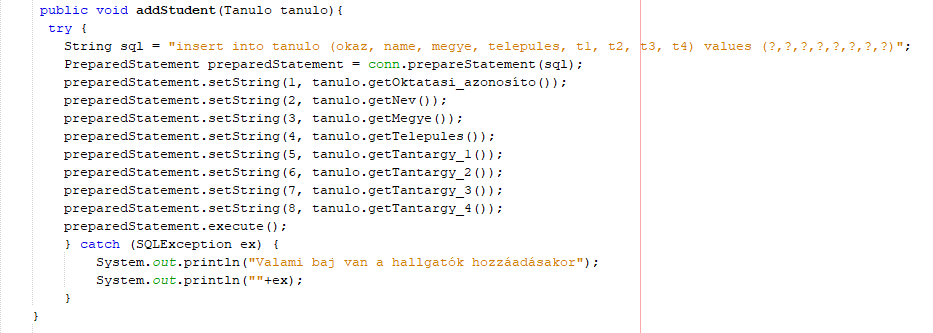 public void addStudent(Tanulo tanulo){
try {
String sql = "insert into tanulo (okaz, name, megye, telepules, t1, t2, t3, t4) values (?,?,?,?,?,?,?,?)";
PreparedStatement preparedStatement = conn.prepareStatement(sql);
preparedStatement.setString(1, tanulo.getOktatasi_azonosíto());
preparedStatement.setString(2, tanulo.getNev());
preparedStatement.setString(3, tanulo.getMegye());
preparedStatement.setString(4, tanulo.getTelepules());
preparedStatement.setString(5, tanulo.getTantargy_1());
preparedStatement.setString(6, tanulo.getTantargy_2());
preparedStatement.setString(7, tanulo.getTantargy_3());
preparedStatement.setString(8, tanulo.getTantargy_4());
preparedStatement.execute();
} catch (SQLException ex) {
System.out.println("Valami baj van a hallgatók hozzáadásakor");
System.out.println(""+ex);
}
}